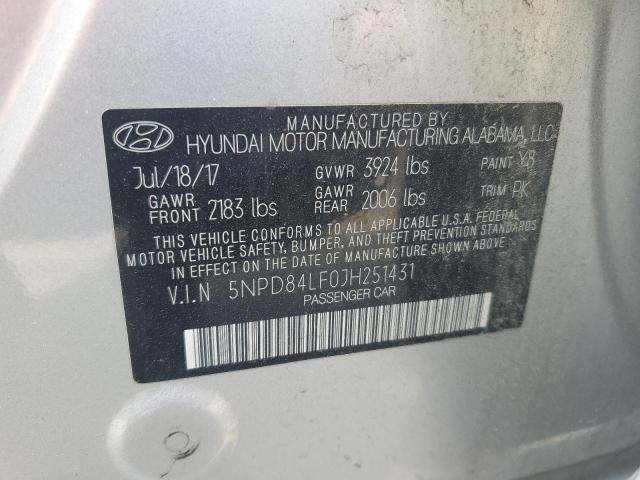 MANUFACTURED BY
HYUNDAI MOTOR MANUFACTURING ALABAMA, LLC
Jul/18/17 GVWR 3924 lbs PAINT Y8
GAWR FRONT 2183 lbs GAWR REAR 2006 lbs TRIM PK
THIS VEHICLE CONFORMS TO ALL APPLICABLE U.S.A. FEDERAL
MOTOR VEHICLE SAFETY, BUMPER, AND THEFT PREVENTION STANDARDS
IN EFFECT ON THE DATE OF MANUFACTURE SHOWN ABOVE.
V.I.N 5NPD84LF0JH251431
PASSENGER CAR